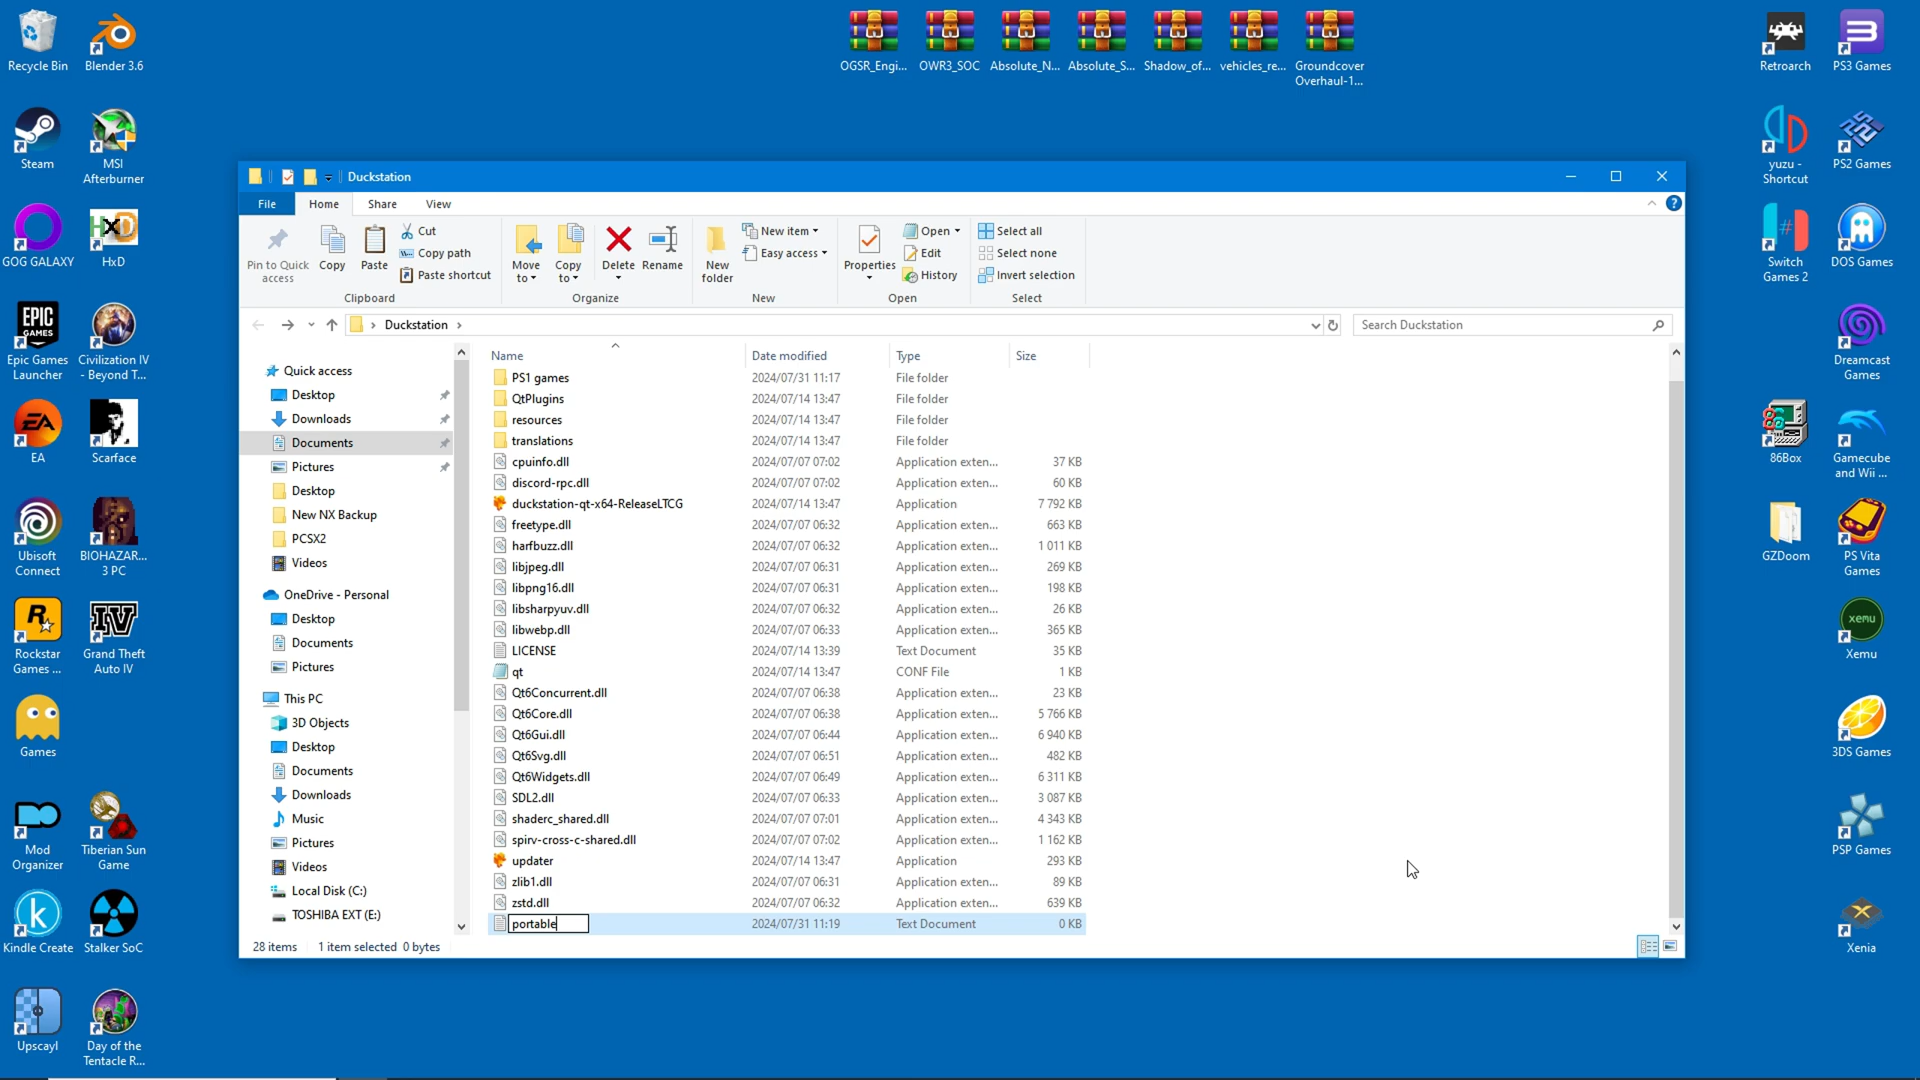 Recycle Bin
Blender 3.6
OGSR_Engi...
OWR3_SOC
Absolute_N...
Absolute_S...
Shadow_of...
vehicles_re...
Groundcover
Overhaul-1...
Retroarch
PS3 Games
Steam
MSI
Afterburner
yuzu -
Shortcut
PS2 Games
GOG GALAXY
HxD
HxD
Switch
Games 2
DOS Games
EPIC
GAMES
Epic Games
Launcher
Civilization IV
- Beyond T...
Dreamcast
Games
EA
EA
Scarface
86Box
Gamecube
and Wii ...
Ubisoft
Connect
BIOHAZAR...
3 PC
GZDoom
PS Vita
Games
Rockstar
Games ...
IV
Grand Theft
Auto IV
xemu
Xemu
Games
3DS Games
Mod
Organizer
Tiberian Sun
Game
PSP Games
Kindle Create
Stalker SoC
Xenia
Upscayl
Day of the
Tentacle R...
Duckstation
File
Home
Share
View
Pin to Quick
access
Copy
Paste
Cut
Copy path
Paste shortcut
Clipboard
Move
to
Copy
to
Delete
Rename
Organize
New
folder
New item
Easy access
New
Properties
Open
Edit
History
Open
Select all
Select none
Invert selection
Select
Duckstation
Search Duckstation
Quick access
Desktop
Downloads
Documents
Pictures
Desktop
New NX Backup
PCSX2
Videos
OneDrive - Personal
Desktop
Documents
Pictures
This PC
3D Objects
Desktop
Documents
Downloads
Music
Pictures
Videos
Local Disk (C:)
TOSHIBA EXT (E:)
Name Date modified Type Size
PS1 games 2024/07/31 11:17 File folder
QtPlugins 2024/07/14 13:47 File folder
resources 2024/07/14 13:47 File folder
translations 2024/07/14 13:47 File folder
cpuinfo.dll 2024/07/07 07:02 Application exten... 37 KB
discord-rpc.dll 2024/07/07 07:02 Application exten... 60 KB
duckstation-qt-x64-ReleaseLTCG 2024/07/14 13:47 Application 7 792 KB
freetype.dll 2024/07/07 06:32 Application exten... 663 KB
harfbuzz.dll 2024/07/07 06:32 Application exten... 1 011 KB
libjpeg.dll 2024/07/07 06:31 Application exten... 269 KB
libpng16.dll 2024/07/07 06:31 Application exten... 198 KB
libsharpyuv.dll 2024/07/07 06:32 Application exten... 26 KB
libwebp.dll 2024/07/07 06:33 Application exten... 365 KB
LICENSE 2024/07/14 13:39 Text Document 35 KB
qt 2024/07/14 13:47 CONF File 1 KB
Qt6Concurrent.dll 2024/07/07 06:38 Application exten... 23 KB
Qt6Core.dll 2024/07/07 06:38 Application exten... 5 766 KB
Qt6Gui.dll 2024/07/07 06:44 Application exten... 6 940 KB
Qt6Svg.dll 2024/07/07 06:51 Application exten... 482 KB
Qt6Widgets.dll 2024/07/07 06:49 Application exten... 6 311 KB
SDL2.dll 2024/07/07 06:33 Application exten... 3 087 KB
shaderc_shared.dll 2024/07/07 07:01 Application exten... 4 343 KB
spirv-cross-c-shared.dll 2024/07/07 07:02 Application exten... 1 162 KB
updater 2024/07/14 13:47 Application 293 KB
zlib1.dll 2024/07/07 06:31 Application exten... 89 KB
zstd.dll 2024/07/07 06:32 Application exten... 639 KB
portable 2024/07/31 11:19 Text Document 0 KB
28 items 1 item selected 0 bytes